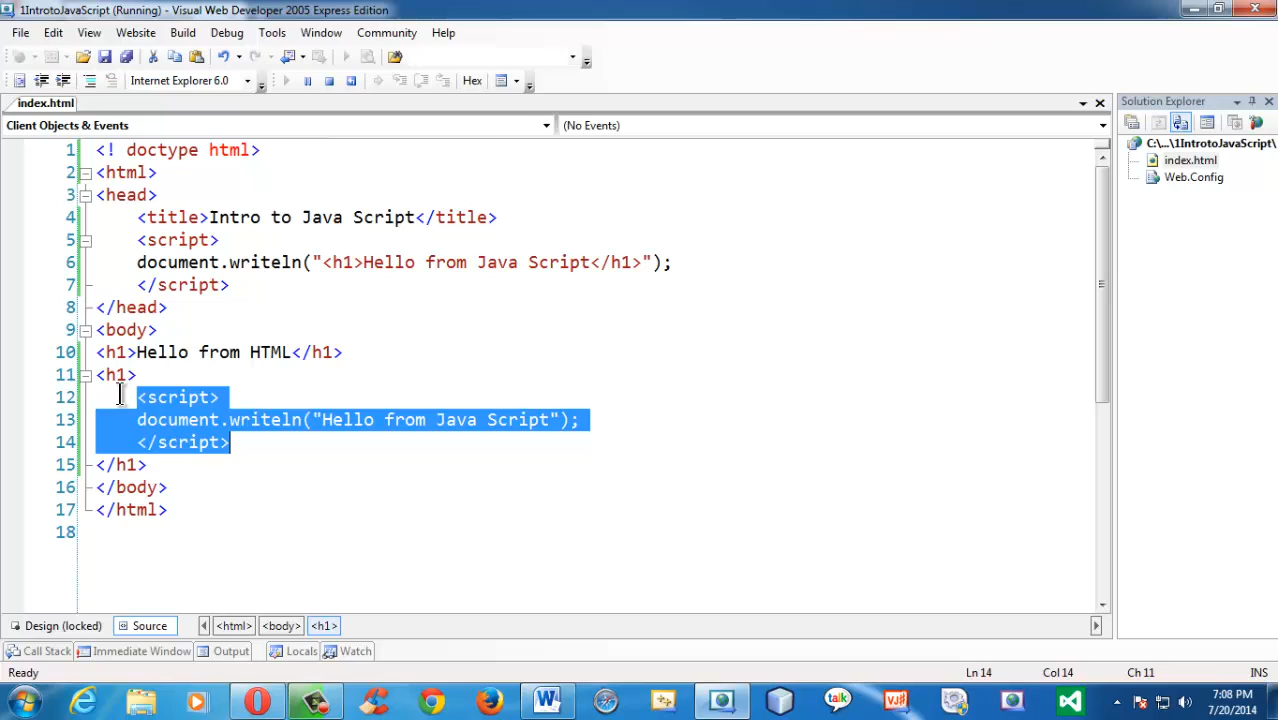 1IntrotoJavaScript (Running) - Visual Web Developer 2005 Express Edition
File Edit View Website Build Debug Tools Window Community Help
Internet Explorer 6.0 Hex
index.html
Solution Explorer
Client Objects & Events (No Events)
C:\...\1IntrotoJavaScript\
index.html
Web.Config
1 <! doctype html>
2 <html>
3 <head>
4 <title>Intro to Java Script</title>
5 <script>
6 document.writeln("<h1>Hello from Java Script</h1>");
7 </script>
8 </head>
9 <body>
10 <h1>Hello from HTML</h1>
11 <h1>
12 <script>
13 document.writeln("Hello from Java Script");
14 </script>
15 </h1>
16 </body>
17 </html>
18
Design (locked) Source <html> <body> <h1>
Call Stack Immediate Window Output Locals Watch
Ready Ln 14 Col 14 Ch 11 INS
talk
7:08 PM
7/20/2014